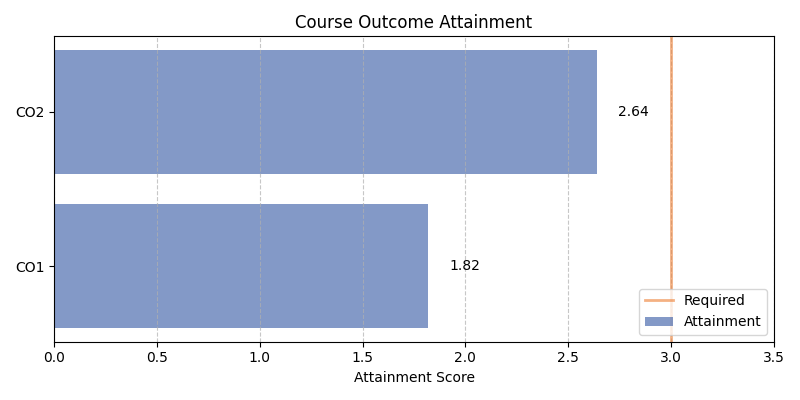 Course Outcome Attainment
CO2
2.64
CO1
1.82
Required
Attainment
0.0 0.5 1.0 1.5 2.0 2.5 3.0 3.5
Attainment Score